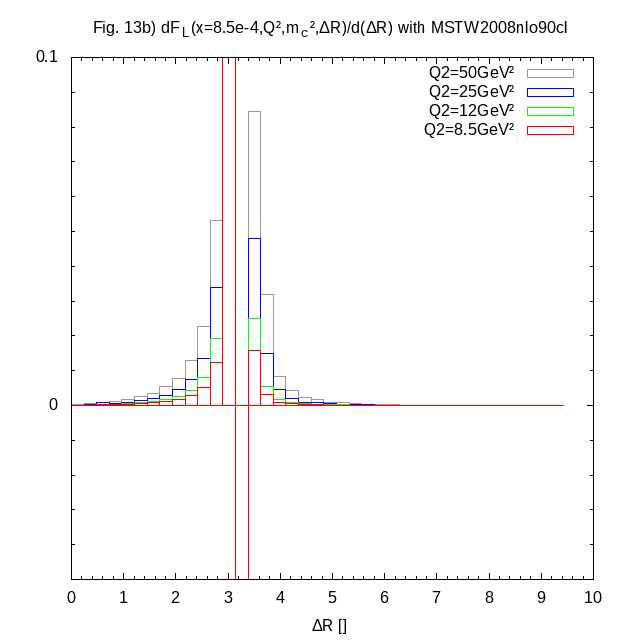 Fig. 13b) dF_L(x=8.5e-4,Q²,m_c²,ΔR)/d(ΔR) with MSTW2008nlo90cl
0.1
Q2=50GeV²
Q2=25GeV²
Q2=12GeV²
Q2=8.5GeV²
0
0 1 2 3 4 5 6 7 8 9 10
ΔR []